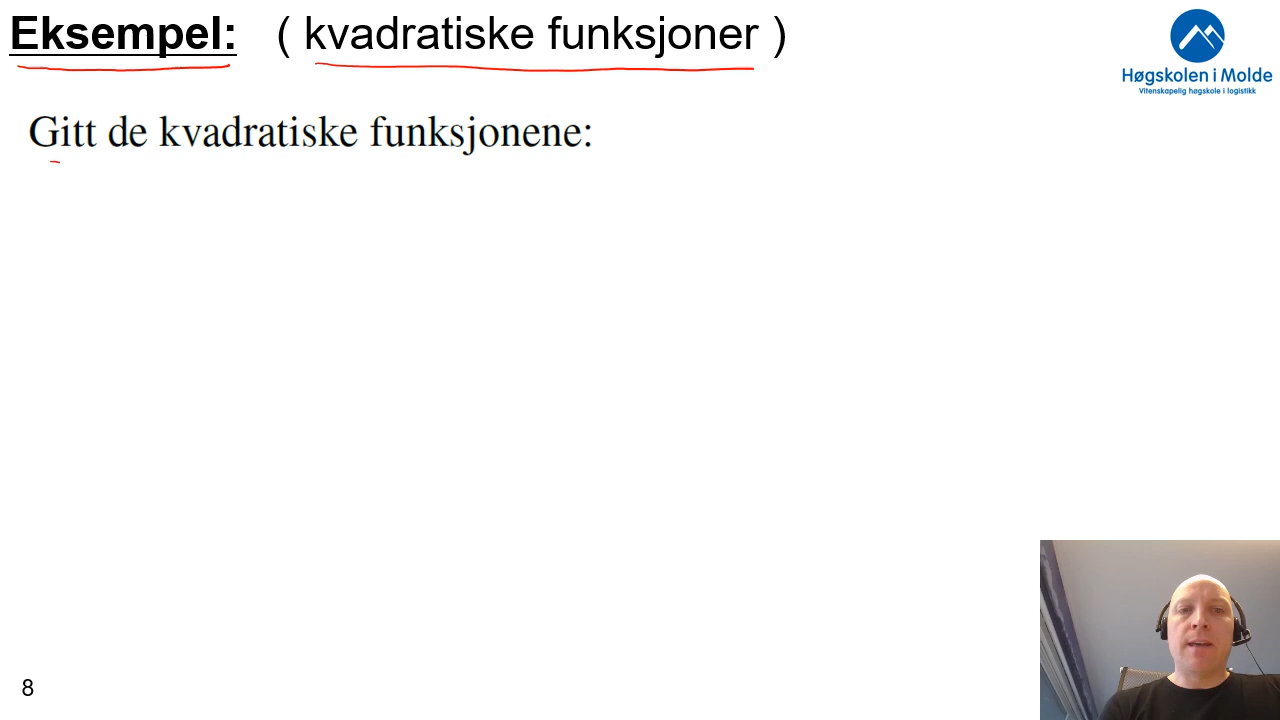 Eksempel: ( kvadratiske funksjoner )
Høgskolen i Molde
Vitenskapelig høgskole i logistikk
Gitt de kvadratiske funksjonene:
8